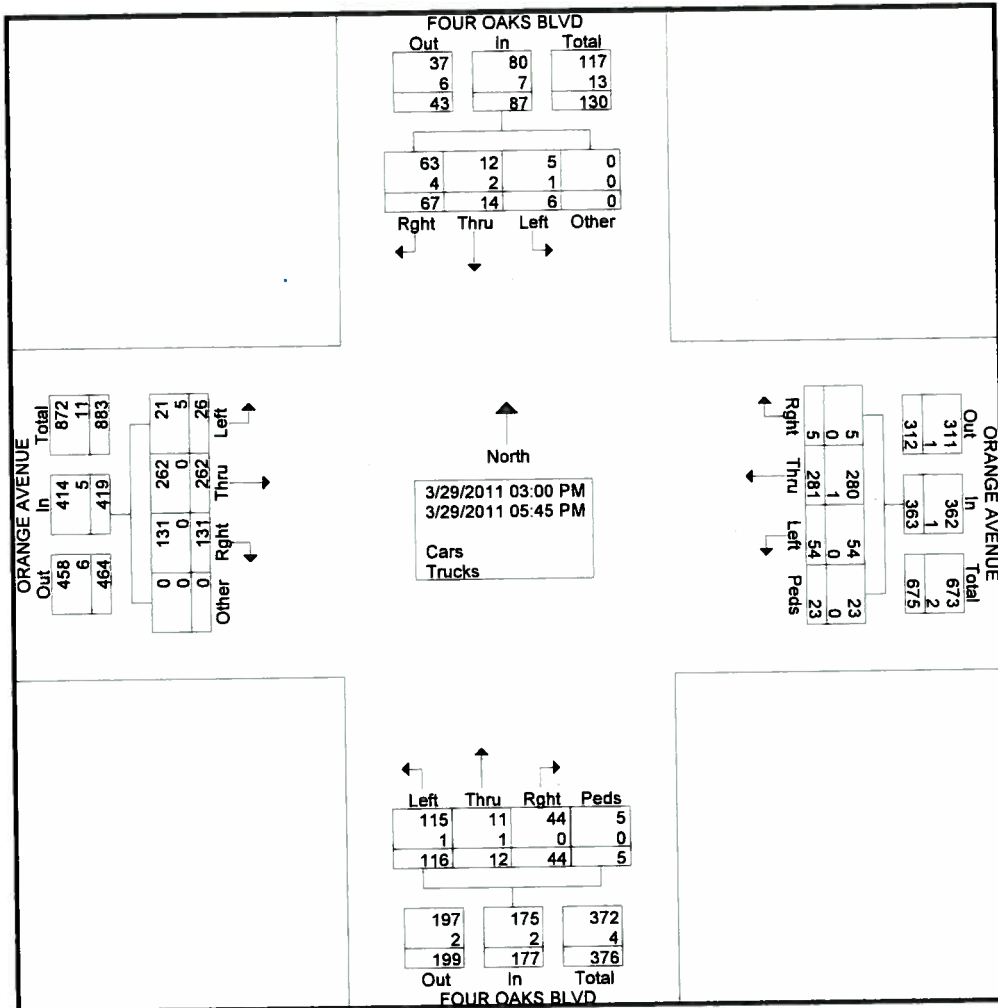 FOUR OAKS BLVD
Out In Total
37 80 117
6 7 13
43 87 130
63 12 5 0
4 2 1 0
67 14 6 0
Rght Thru Left Other
ORANGE AVENUE
Total In Out
872 414 458
11 5 6
883 419 464
21 262 131 0
5 0 0 0
26 262 131 0
Left Thru Rght Other
North
3/29/2011 03:00 PM
3/29/2011 05:45 PM
Cars
Trucks
Rght Thru Left Peds
5 280 54 23
0 1 0 0
5 281 54 23
ORANGE AVENUE
Out In Total
311 362 673
1 1 2
312 363 675
Left Thru Rght Peds
115 11 44 5
1 1 0 0
116 12 44 5
197 175 372
2 2 4
199 177 376
Out In Total
FOUR OAKS BLVD